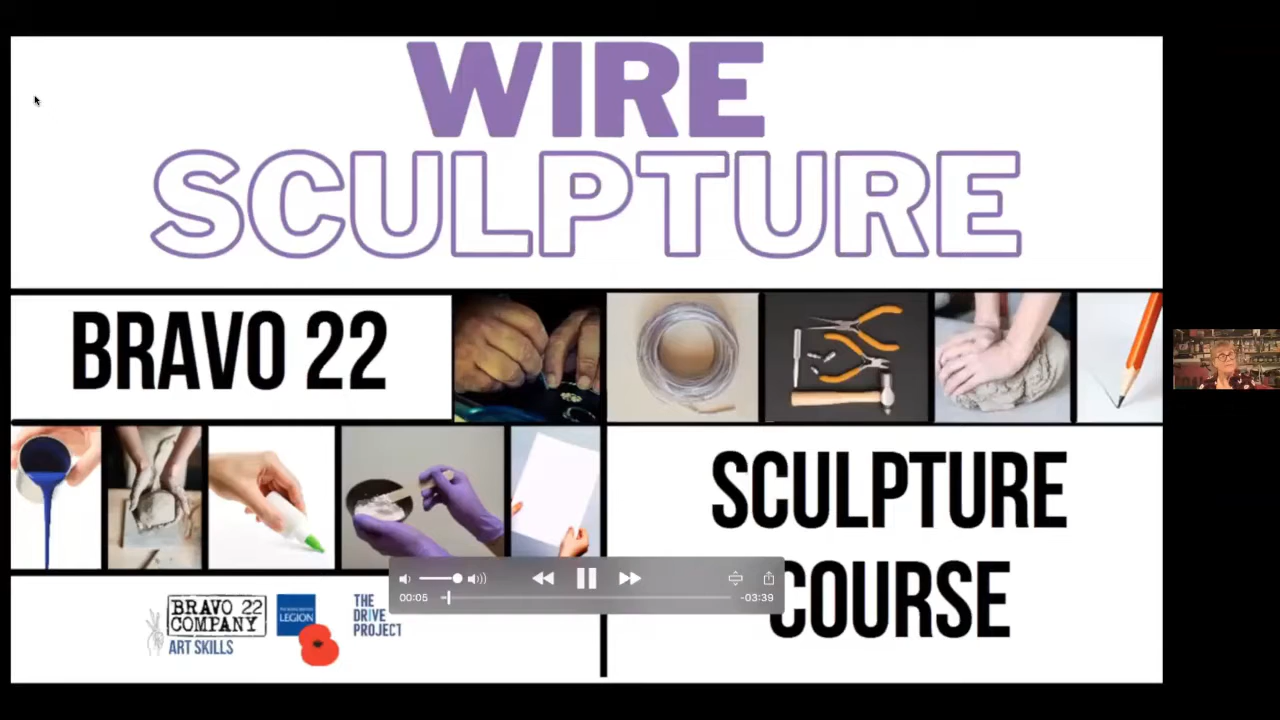 WIRE
SCULPTURE
BRAVO 22
SCULPTURE
COURSE
00:05
-03:39
BRAVO 22
COMPANY
ART SKILLS
LEGION
THE
DRIVE
PROJECT